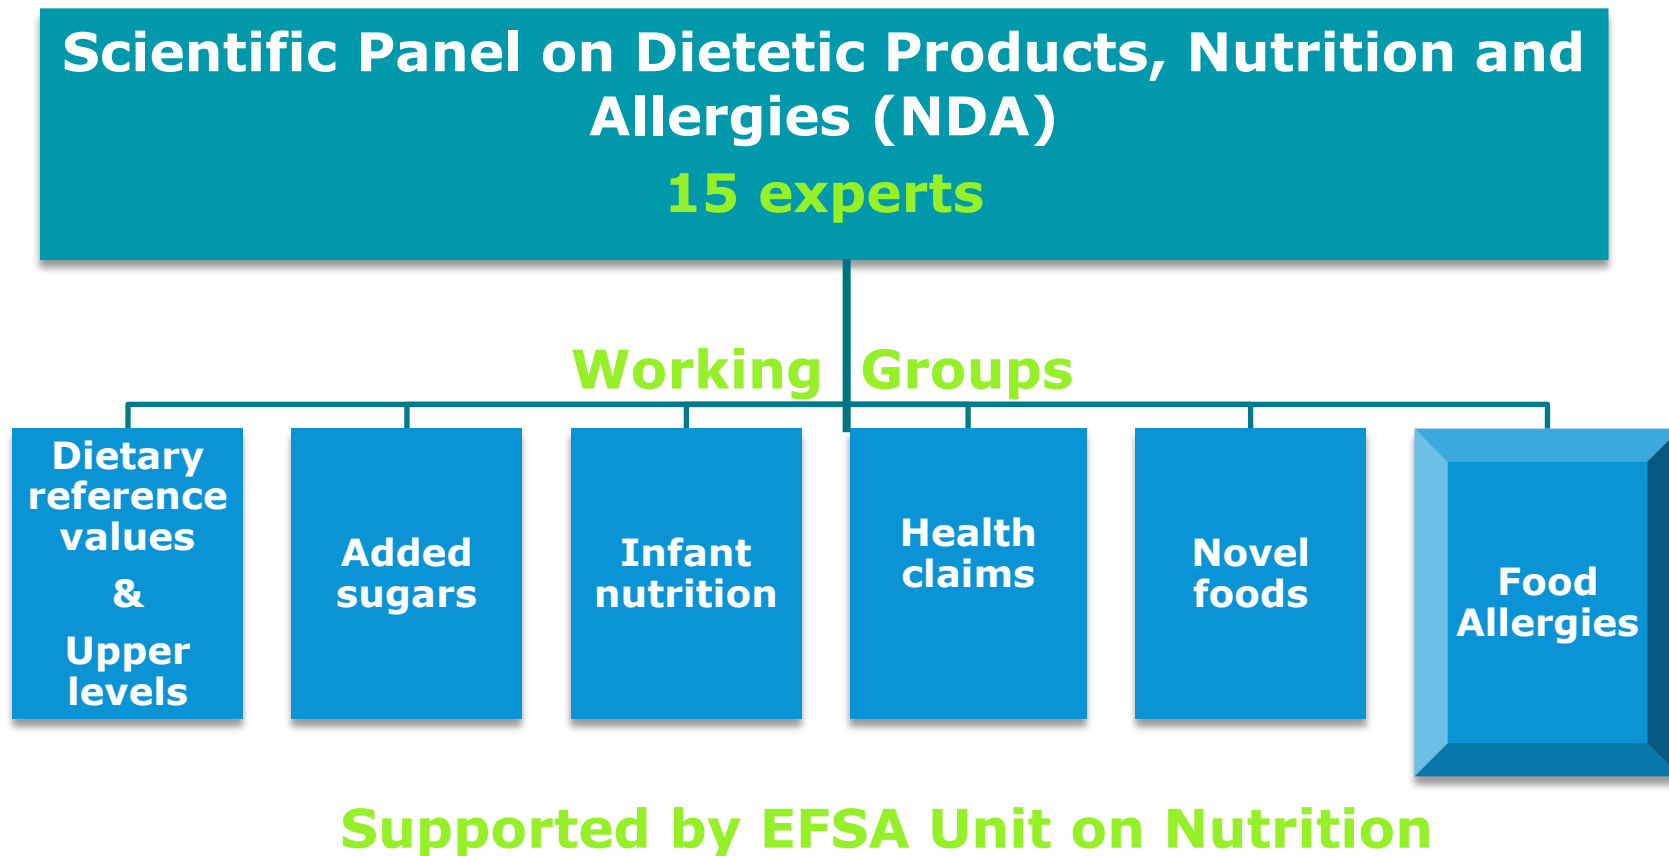 Scientific Panel on Dietetic Products, Nutrition and
Allergies (NDA)
15 experts
Working Groups
Dietary
reference
values
&
Upper
levels
Added
sugars
Infant
nutrition
Health
claims
Novel
foods
Food
Allergies
Supported by EFSA Unit on Nutrition